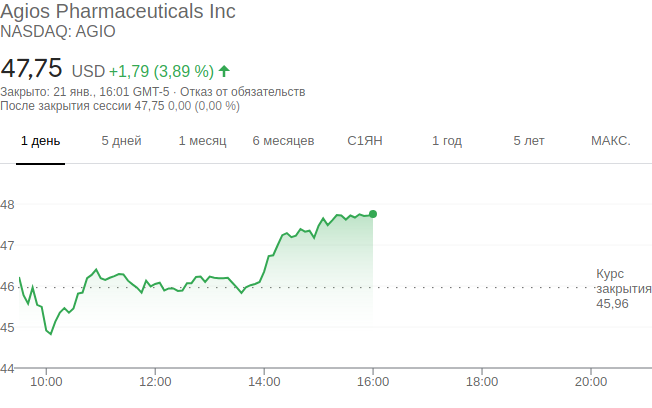 Agios Pharmaceuticals Inc
NASDAQ: AGIO
47,75 USD +1,79 (3,89 %)
Закрыто: 21 янв., 16:01 GMT-5 · Отказ от обязательств
После закрытия сессии 47,75 0,00 (0,00 %)
1 день 5 дней 1 месяц 6 месяцев С1ЯН 1 год 5 лет МАКС.
48
47
46
Курс
закрытия
45,96
45
44
10:00 12:00 14:00 16:00 18:00 20:00